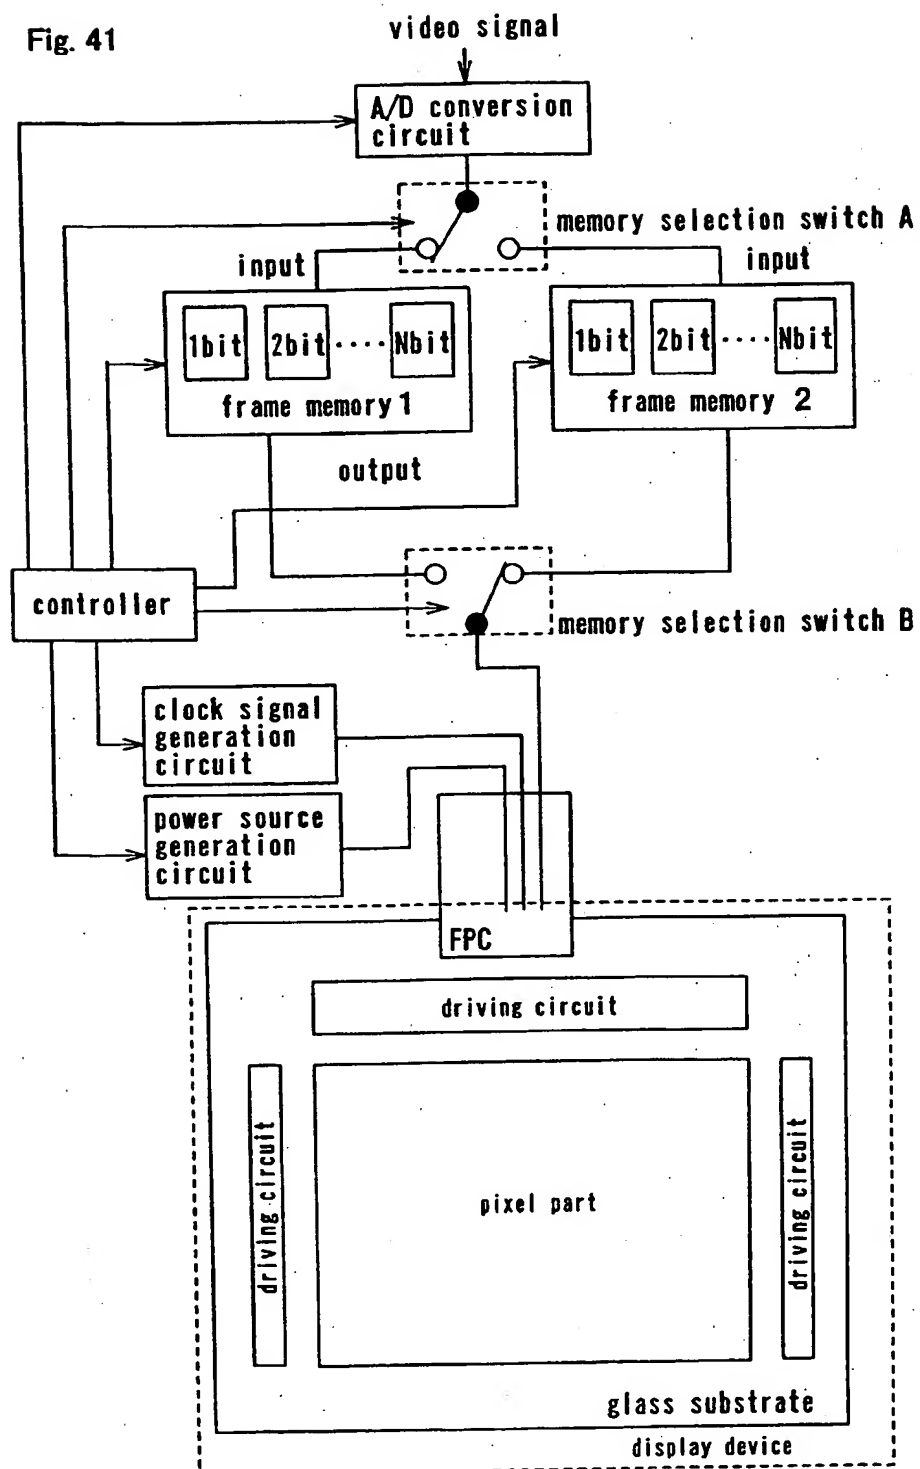 Fig. 41
video signal
A/D conversion
circuit
memory selection switch A
input
input
1bit
2bit
····
Nbit
frame memory 1
1bit
2bit
····
Nbit
frame memory 2
output
controller
memory selection switch B
clock signal
generation
circuit
power source
generation
circuit
FPC
driving circuit
driving circuit
pixel part
driving circuit
glass substrate
display device